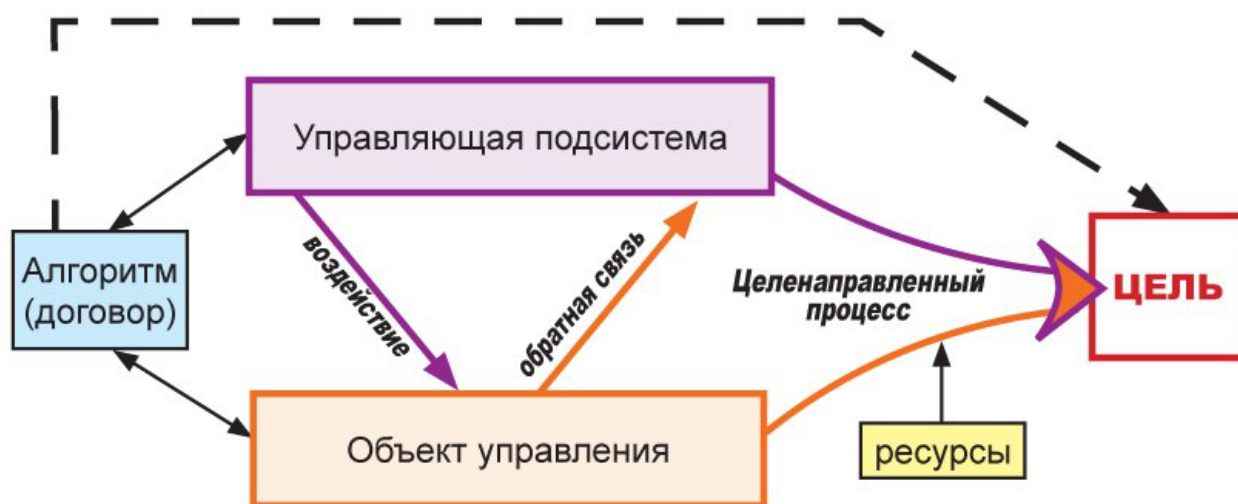 Управляющая подсистема
Алгоритм
(договор)
воздействие
обратная связь
Целенаправленный
процесс
ЦЕЛЬ
Объект управления
ресурсы